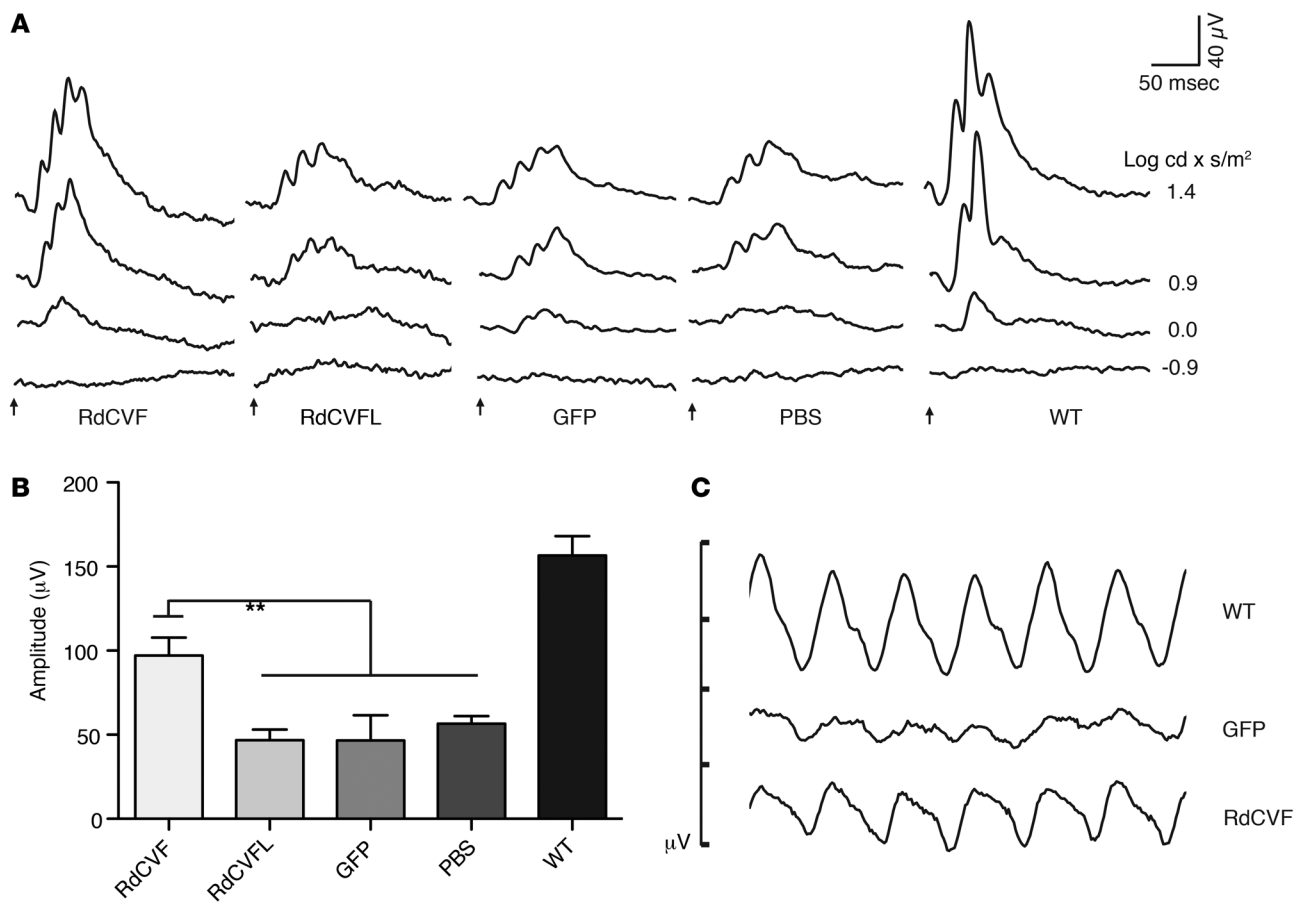 A
40 µV
50 msec
Log cd x s/m²
1.4
0.9
0.0
-0.9
RdCVF
RdCVFL
GFP
PBS
WT
B
Amplitude (µV)
200
150
100
50
0
**
RdCVF
RdCVFL
GFP
PBS
WT
C
WT
GFP
RdCVF
µV